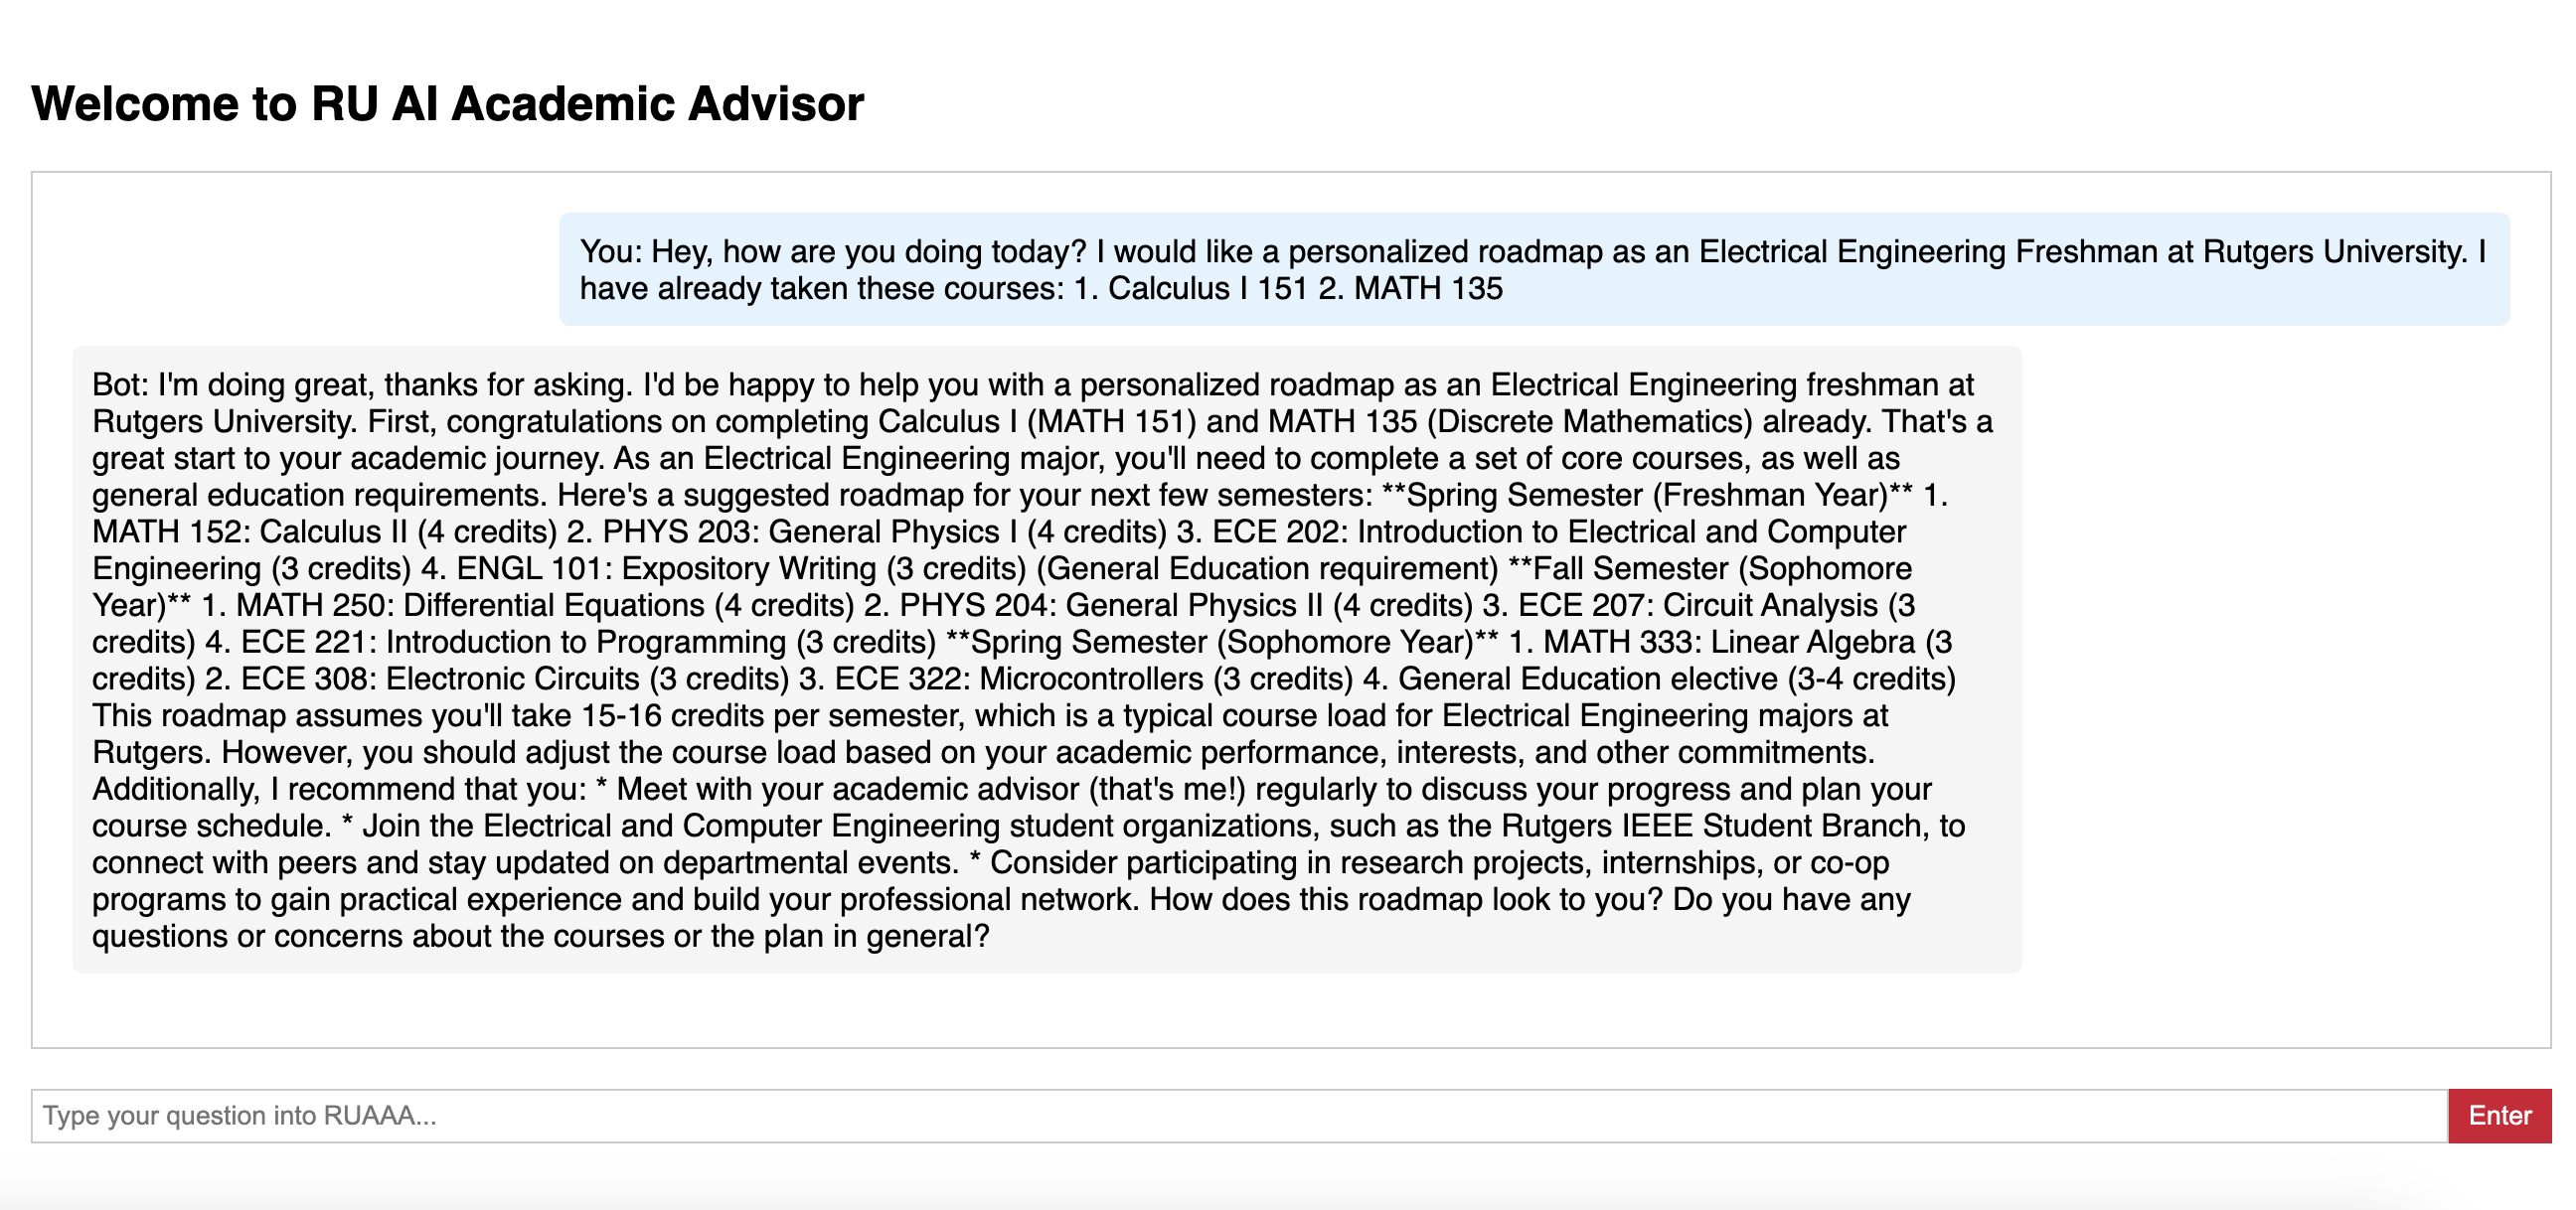 Welcome to RU AI Academic Advisor
You: Hey, how are you doing today? I would like a personalized roadmap as an Electrical Engineering Freshman at Rutgers University. I
have already taken these courses: 1. Calculus I 151 2. MATH 135
Bot: I'm doing great, thanks for asking. I'd be happy to help you with a personalized roadmap as an Electrical Engineering freshman at
Rutgers University. First, congratulations on completing Calculus I (MATH 151) and MATH 135 (Discrete Mathematics) already. That's a
great start to your academic journey. As an Electrical Engineering major, you'll need to complete a set of core courses, as well as
general education requirements. Here's a suggested roadmap for your next few semesters: **Spring Semester (Freshman Year)** 1.
MATH 152: Calculus II (4 credits) 2. PHYS 203: General Physics I (4 credits) 3. ECE 202: Introduction to Electrical and Computer
Engineering (3 credits) 4. ENGL 101: Expository Writing (3 credits) (General Education requirement) **Fall Semester (Sophomore
Year)** 1. MATH 250: Differential Equations (4 credits) 2. PHYS 204: General Physics II (4 credits) 3. ECE 207: Circuit Analysis (3
credits) 4. ECE 221: Introduction to Programming (3 credits) **Spring Semester (Sophomore Year)** 1. MATH 333: Linear Algebra (3
credits) 2. ECE 308: Electronic Circuits (3 credits) 3. ECE 322: Microcontrollers (3 credits) 4. General Education elective (3-4 credits)
This roadmap assumes you'll take 15-16 credits per semester, which is a typical course load for Electrical Engineering majors at
Rutgers. However, you should adjust the course load based on your academic performance, interests, and other commitments.
Additionally, I recommend that you: * Meet with your academic advisor (that's me!) regularly to discuss your progress and plan your
course schedule. * Join the Electrical and Computer Engineering student organizations, such as the Rutgers IEEE Student Branch, to
connect with peers and stay updated on departmental events. * Consider participating in research projects, internships, or co-op
programs to gain practical experience and build your professional network. How does this roadmap look to you? Do you have any
questions or concerns about the courses or the plan in general?
Type your question into RUAAA...
Enter